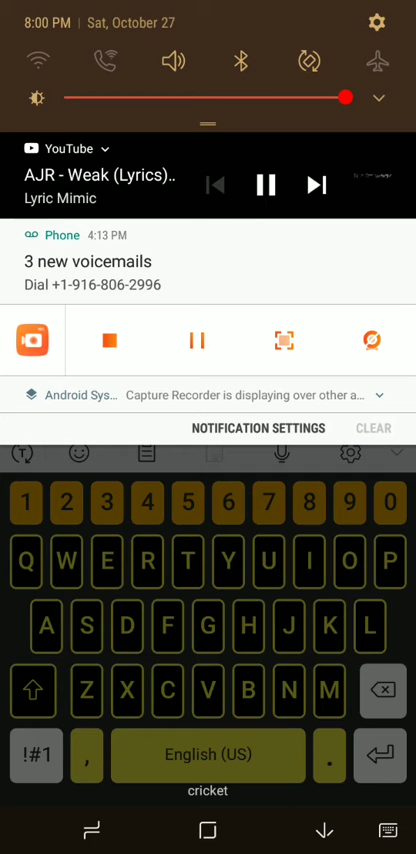 8:00 PM | Sat, October 27
YouTube
AJR - Weak (Lyrics)..
Lyric Mimic
Phone 4:13 PM
3 new voicemails
Dial +1-916-806-2996
Android Sys... Capture Recorder is displaying over other a...
NOTIFICATION SETTINGS CLEAR
1 2 3 4 5 6 7 8 9 0
Q W E R T Y U I O P
A S D F G H J K L
Z X C V B N M
!#1 , English (US) .
cricket